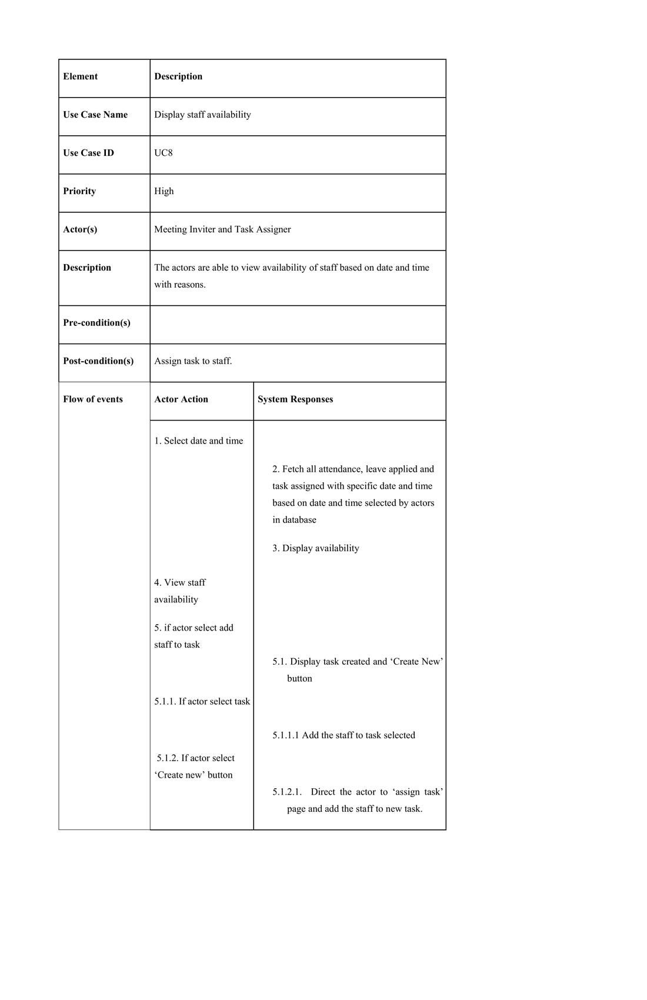 Element Description
Use Case Name Display staff availability
Use Case ID UC8
Priority High
Actor(s) Meeting Inviter and Task Assigner
Description The actors are able to view availability of staff based on date and time
with reasons.
Pre-condition(s)
Post-condition(s) Assign task to staff.
Flow of events Actor Action System Responses
1. Select date and time
2. Fetch all attendance, leave applied and
task assigned with specific date and time
based on date and time selected by actors
in database
3. Display availability
4. View staff
availability
5. if actor select add
staff to task
5.1. Display task created and ‘Create New’
button
5.1.1. If actor select task
5.1.1.1 Add the staff to task selected
5.1.2. If actor select
‘Create new’ button
5.1.2.1. Direct the actor to ‘assign task’
page and add the staff to new task.